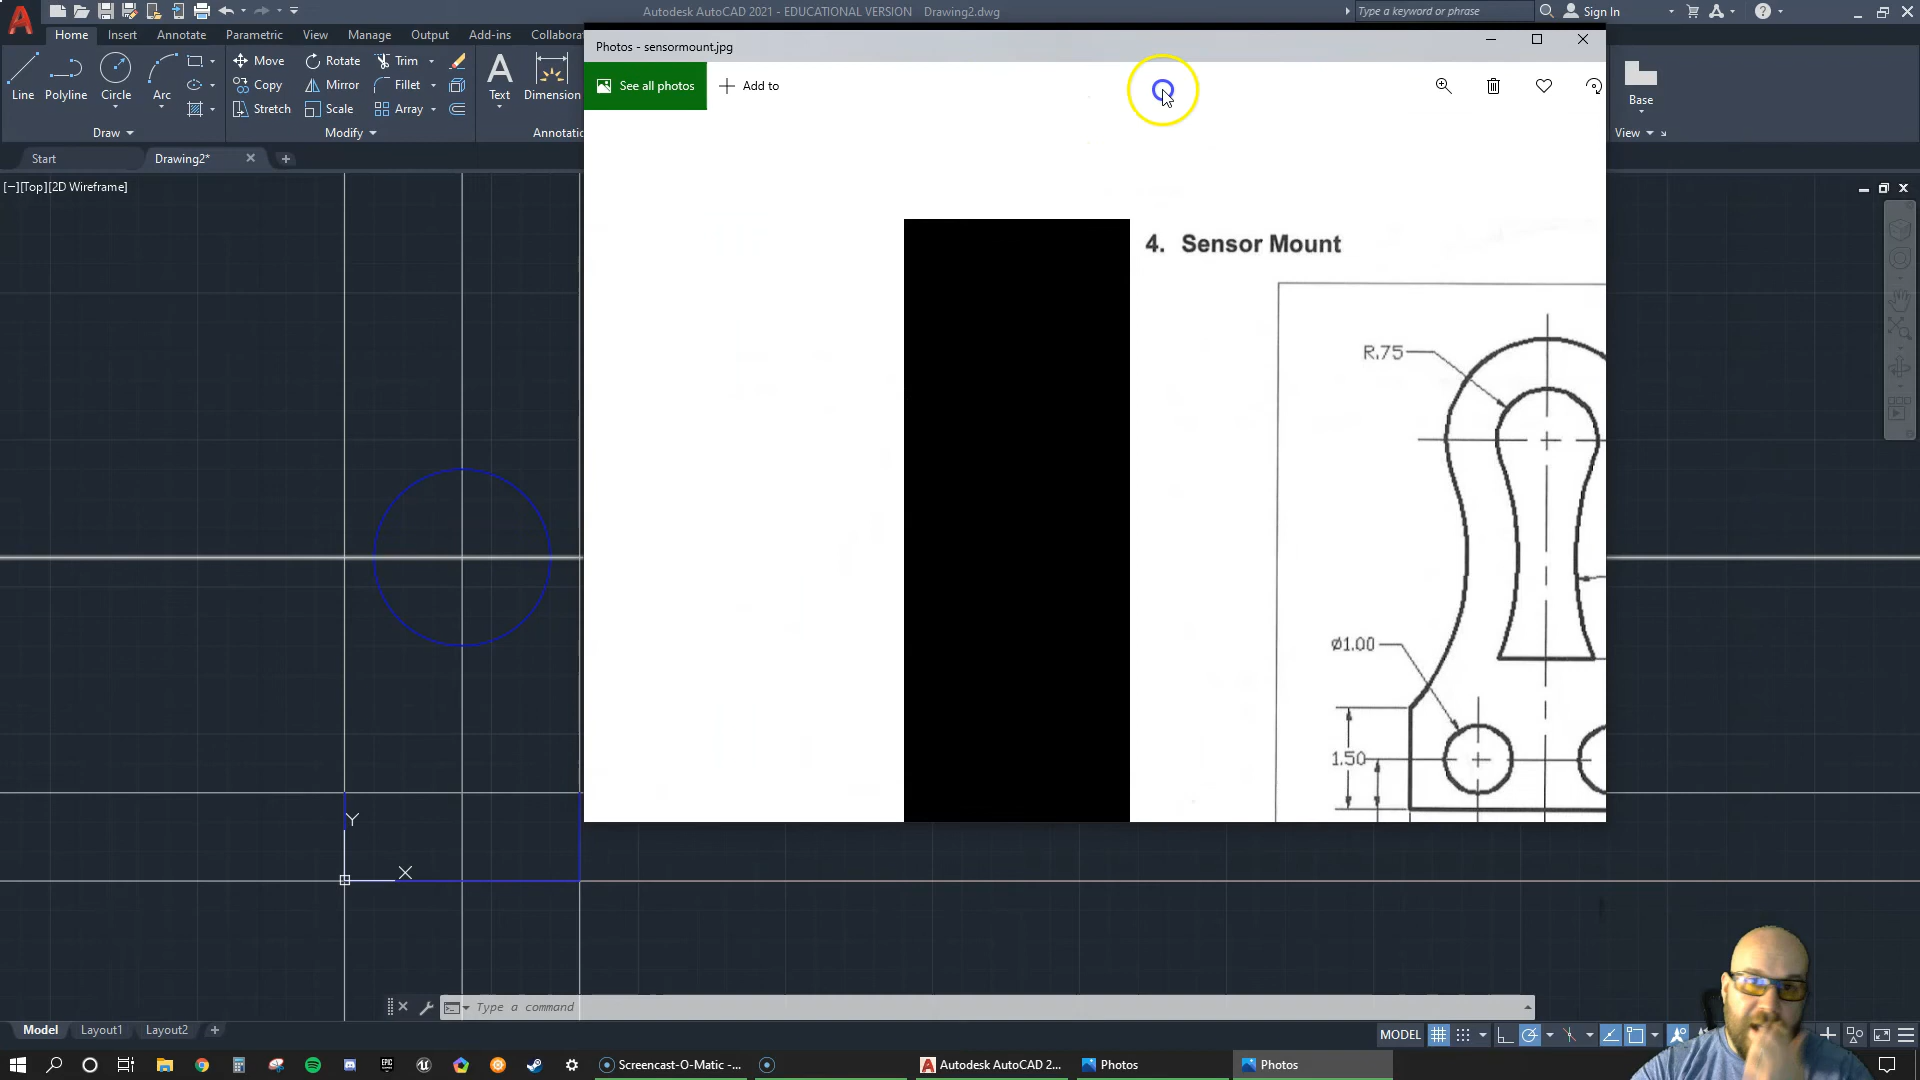 Autodesk AutoCAD 2021 - EDUCATIONAL VERSION Drawing2.dwg
Type a keyword or phrase
Sign In
Home Insert Annotate Parametric View Manage Output Add-ins Collabora
Photos - sensormount.jpg
See all photos
Add to
Line Polyline Circle Arc
Move Rotate Trim
Copy Mirror Fillet
Stretch Scale Array
Text Dimension
Base
Draw Modify Annotatio
View
Start Drawing2*
[−][Top][2D Wireframe]
4. Sensor Mount
R.75
Ø1.00
1.50
Y
X
Type a command
Model Layout1 Layout2
MODEL
Screencast-O-Matic -...
Autodesk AutoCAD 2...
Photos
Photos